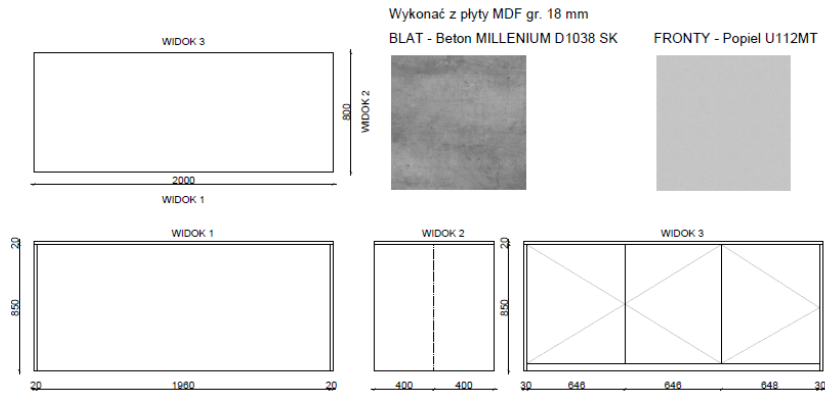 Wykonać z płyty MDF gr. 18 mm
BLAT - Beton MILLENIUM D1038 SK FRONTY - Popiel U112MT
WIDOK 3
800
WIDOK 2
2000
WIDOK 1
WIDOK 1
20
850
20 1960 20
WIDOK 2
400 400
WIDOK 3
20
850
30 646 646 648 30